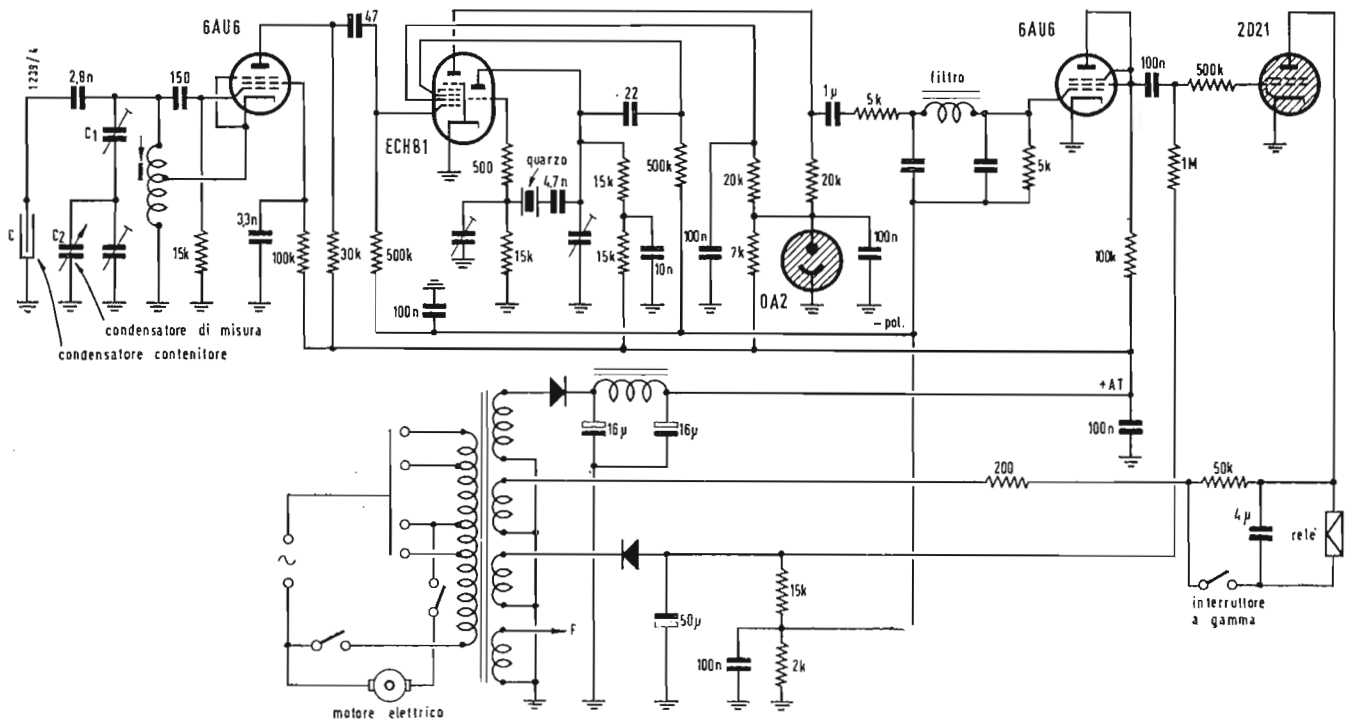 6AU6
47
6AU6
2D21
1239/4
2,8n
150
C1
ECH81
22
1µ
5k
filtro
100n
500k
500
quarzo
4,7n
15k
500k
20k
20k
5k
1M
C
C2
15k
3,3n
100k
30k
500k
15k
15k
10n
100n
7k
100n
100k
OA2
100n
condensatore di misura
condensatore contenitore
- pol.
+AT
16µ
16µ
100n
200
50k
4µ
relè
~
15k
interruttore
a gamma
50µ
F
100n
2k
motore elettrico